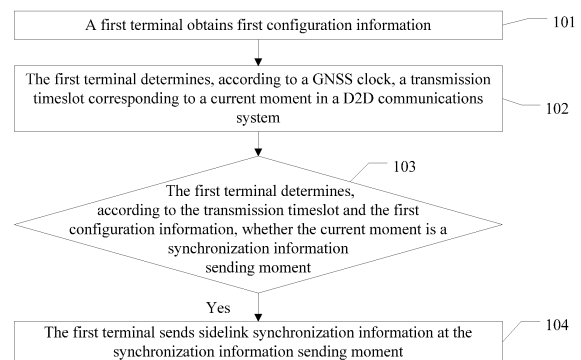 A first terminal obtains first configuration information
101
The first terminal determines, according to a GNSS clock, a transmission
timeslot corresponding to a current moment in a D2D communications
system
102
103
The first terminal determines,
according to the transmission timeslot and the first
configuration information, whether the current moment is a
synchronization information
sending moment
Yes
The first terminal sends sidelink synchronization information at the
synchronization information sending moment
104